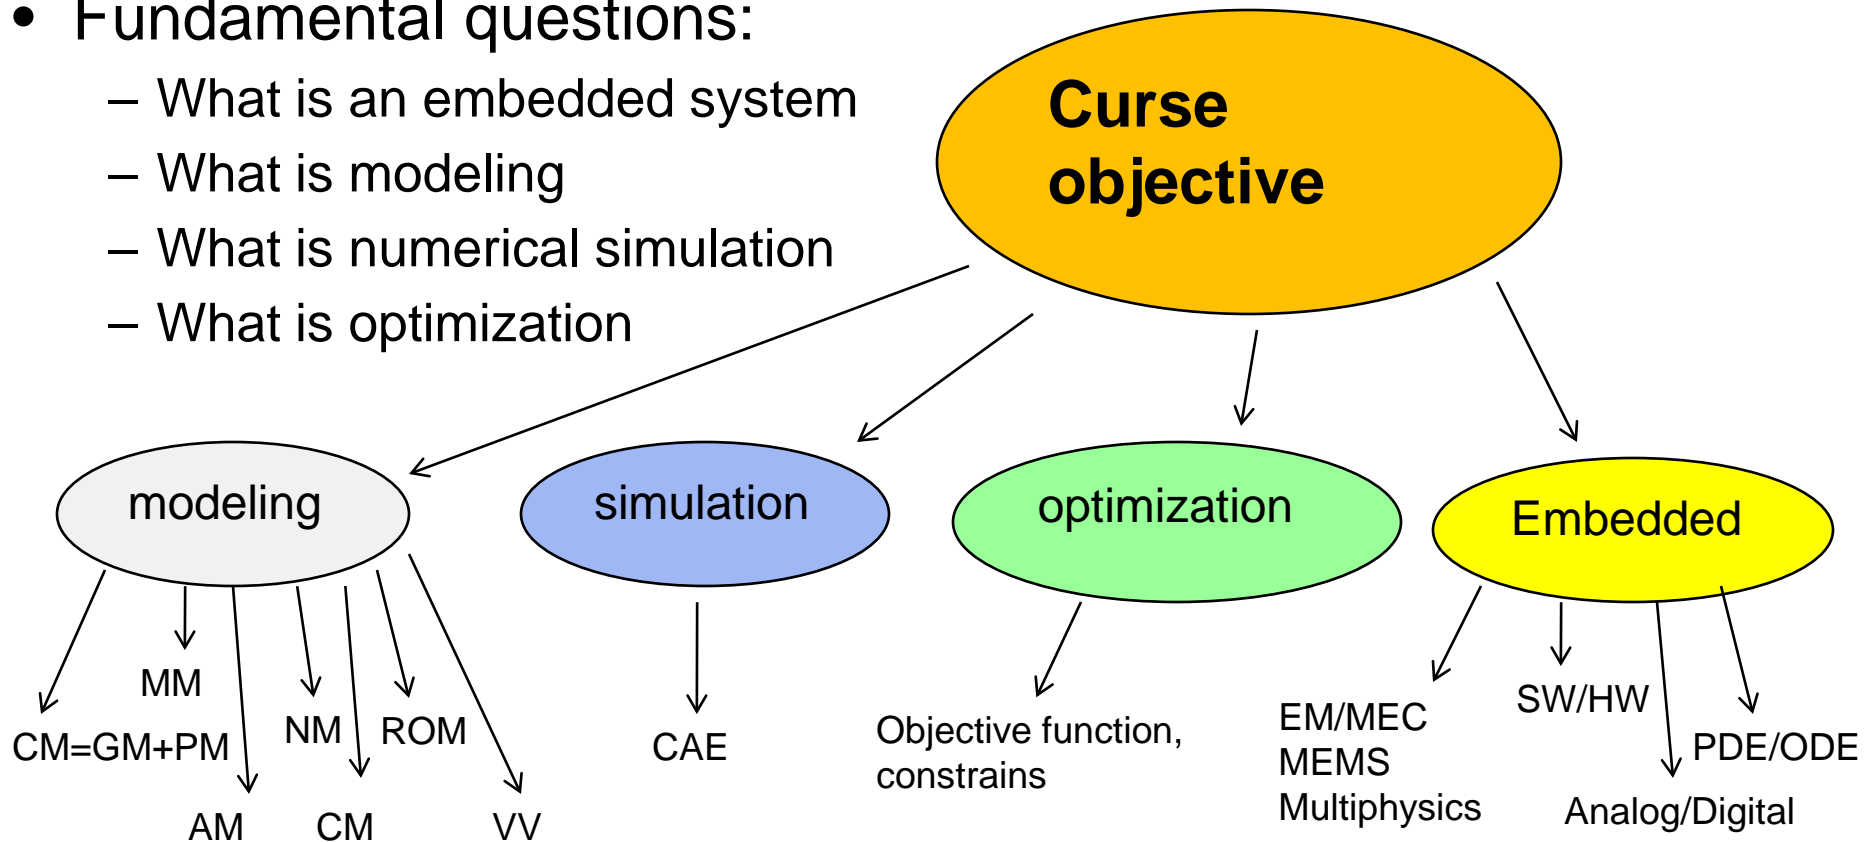 • Fundamental questions:
– What is an embedded system
– What is modeling
– What is numerical simulation
– What is optimization
Curse
objective
modeling
simulation
optimization
Embedded
CM=GM+PM
MM
AM
NM
CM
ROM
VV
CAE
Objective function,
constrains
EM/MEC
MEMS
Multiphysics
SW/HW
Analog/Digital
PDE/ODE